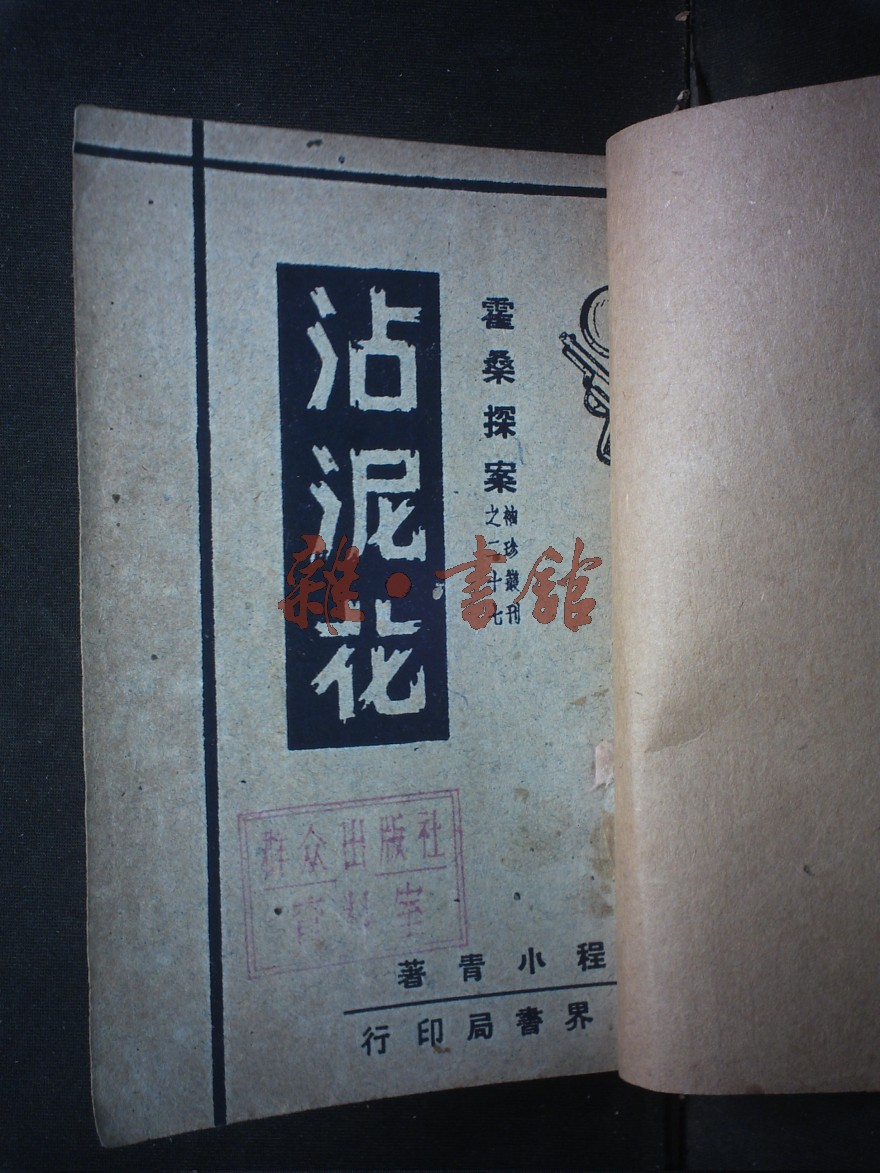 霍桑探案
袖珍叢刊
之二十七
沾泥花
程小青著
界書局印行
群众出版社
資料室
雜·書館